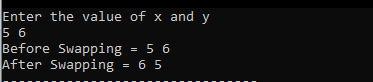 Enter the value of x and y
5 6
Before Swapping = 5 6
After Swapping = 6 5
--------------------------------